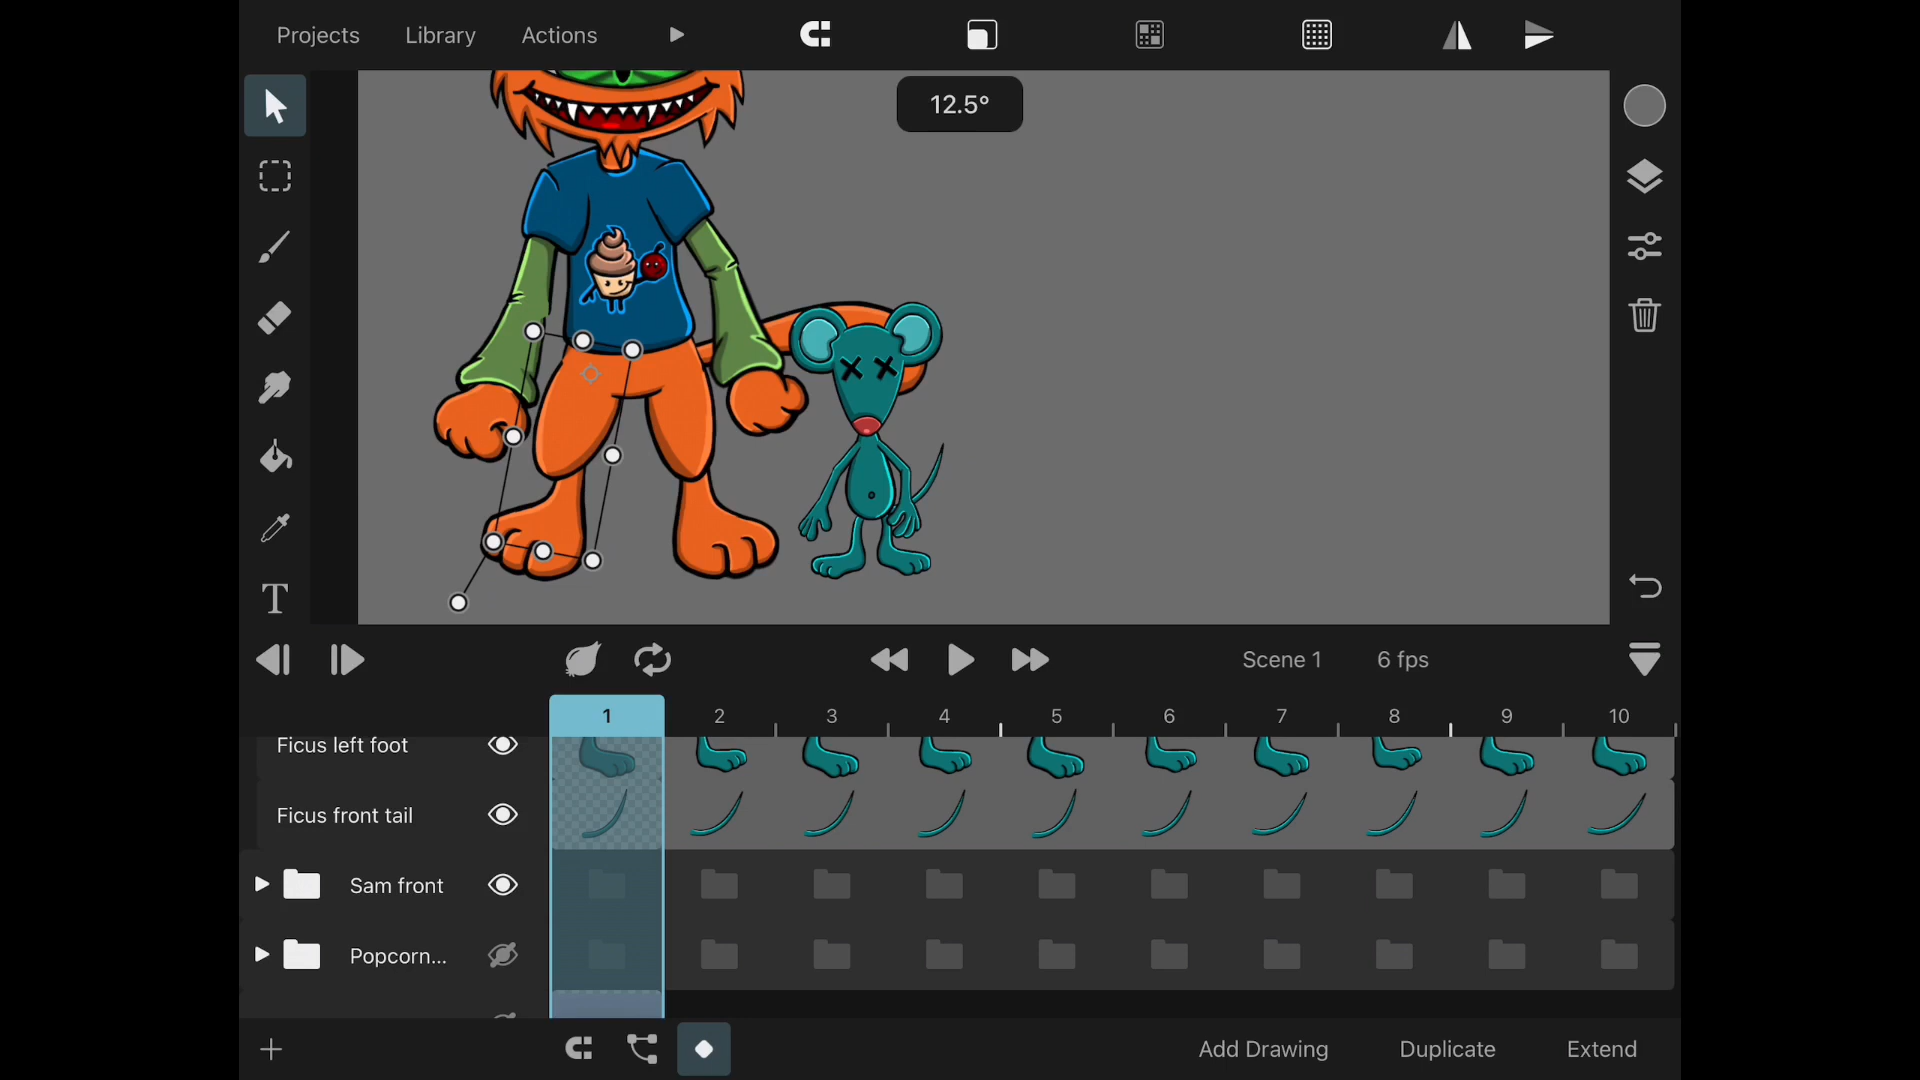 Projects
Library
Actions
12.5°
T
Scene 1
6 fps
1 2 3 4 5 6 7 8 9 10
Ficus left foot
Ficus front tail
Sam front
Popcorn...
Add Drawing
Duplicate
Extend